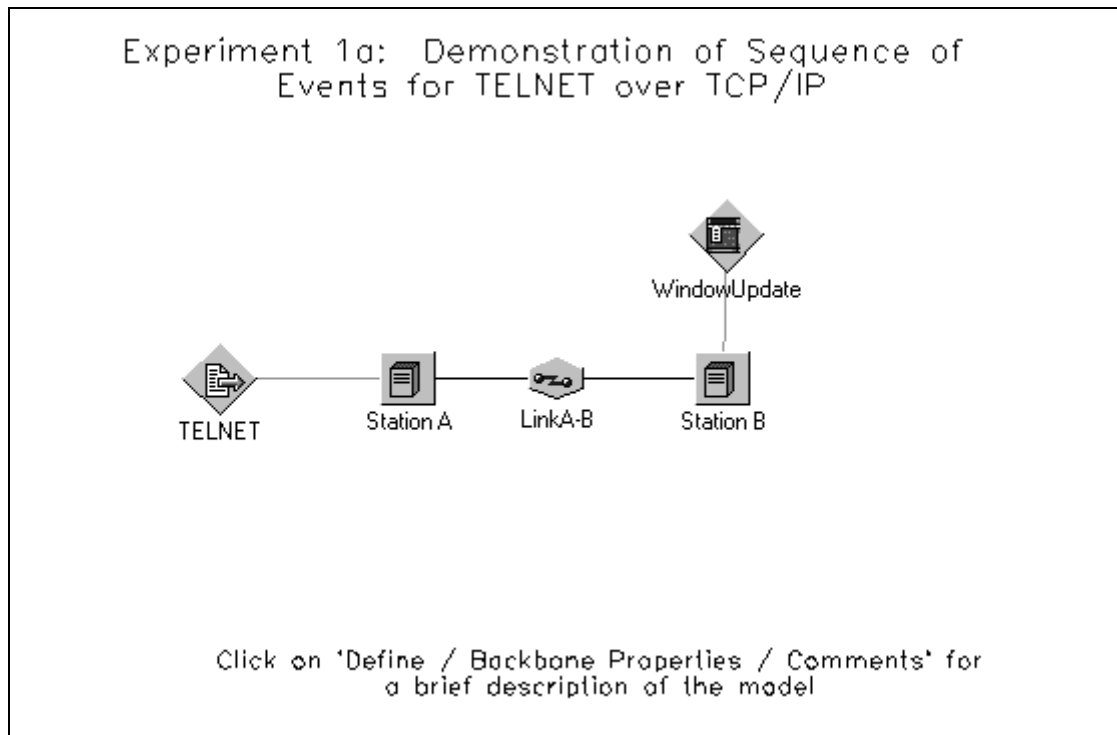 Experiment 1a: Demonstration of Sequence of
Events for TELNET over TCP/IP
WindowUpdate
TELNET
Station A
LinkA-B
Station B
Click on 'Define / Backbone Properties / Comments' for
a brief description of the model